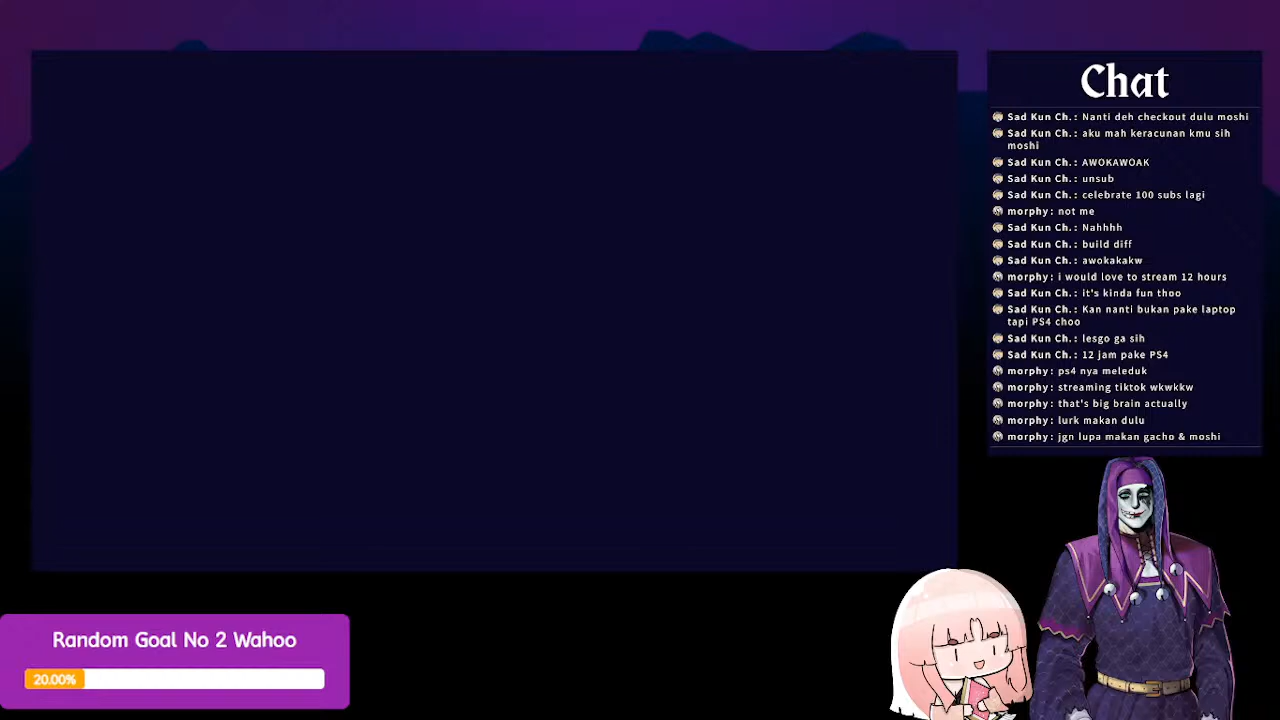 Chat
Sad Kun Ch.: Nanti deh checkout dulu moshi
Sad Kun Ch.: aku mah keracunan kmu sih
moshi
Sad Kun Ch.: AWOKAWOAK
Sad Kun Ch.: unsub
Sad Kun Ch.: celebrate 100 subs lagi
morphy: not me
Sad Kun Ch.: Nahhhh
Sad Kun Ch.: build diff
Sad Kun Ch.: awokakakw
morphy: i would love to stream 12 hours
Sad Kun Ch.: it's kinda fun thoo
Sad Kun Ch.: Kan nanti bukan pake laptop
tapi PS4 choo
Sad Kun Ch.: lesgo ga sih
Sad Kun Ch.: 12 jam pake PS4
morphy: ps4 nya meleduk
morphy: streaming tiktok wkwkkw
morphy: that's big brain actually
morphy: lurk makan dulu
morphy: jgn lupa makan gacho & moshi
Random Goal No 2 Wahoo
20.00%